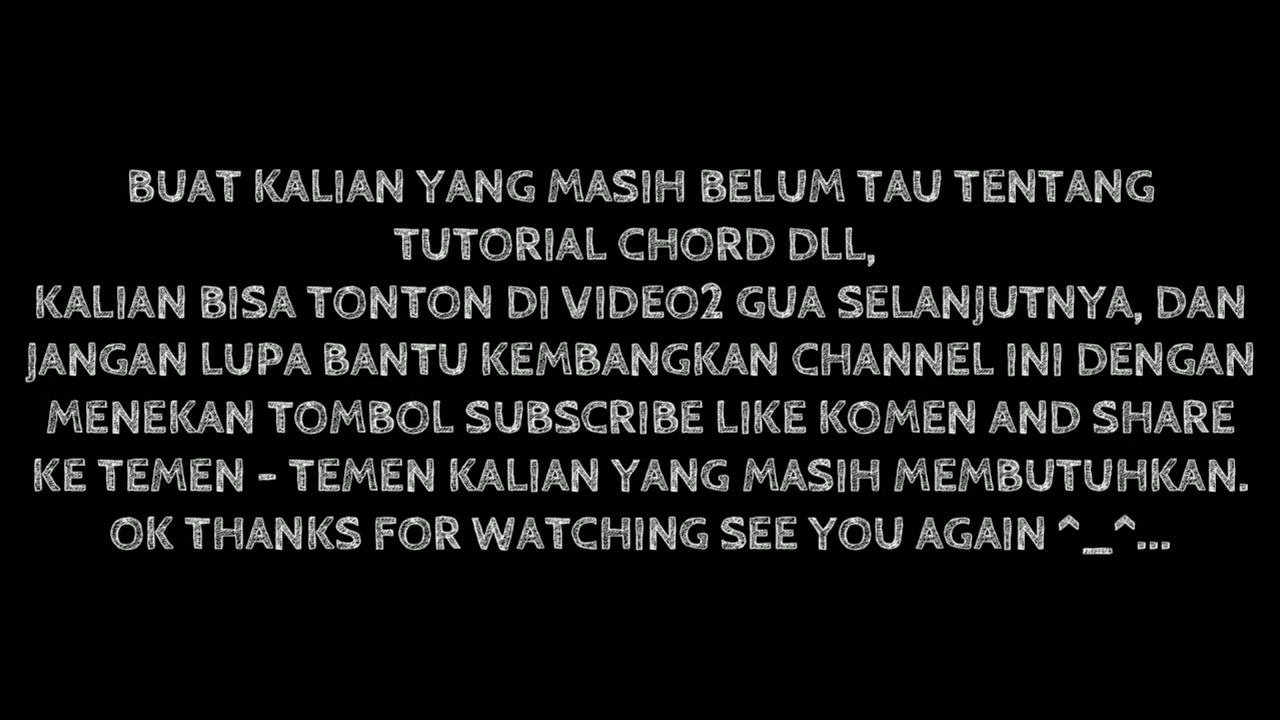 BUAT KALIAN YANG MASIH BELUM TAU TENTANG
TUTORIAL CHORD DLL,
KALIAN BISA TONTON DI VIDEO2 GUA SELANJUTNYA, DAN
JANGAN LUPA BANTU KEMBANGKAN CHANNEL INI DENGAN
MENEKAN TOMBOL SUBSCRIBE LIKE KOMEN AND SHARE
KE TEMEN - TEMEN KALIAN YANG MASIH MEMBUTUHKAN.
OK THANKS FOR WATCHING SEE YOU AGAIN ^_^...